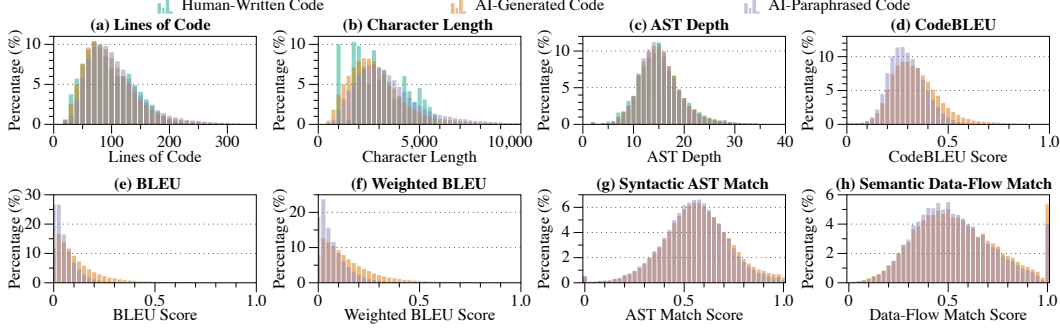 Human-Written Code AI-Generated Code AI-Paraphrased Code
(a) Lines of Code (b) Character Length (c) AST Depth (d) CodeBLEU
Percentage (%) 10 5 0 Percentage (%) 10 5 0 Percentage (%) 10 5 0 Percentage (%) 10 5 0
0 100 200 300 0 5,000 10,000 0 10 20 30 40 0 0.5 1.0
Lines of Code Character Length AST Depth CodeBLEU Score
(e) BLEU (f) Weighted BLEU (g) Syntactic AST Match (h) Semantic Data-Flow Match
Percentage (%) 30 20 10 0 Percentage (%) 20 10 0 Percentage (%) 6 4 2 0 Percentage (%) 6 4 2 0
0 0.5 1.0 0 0.5 1.0 0 0.5 1.0 0 0.5 1.0
BLEU Score Weighted BLEU Score AST Match Score Data-Flow Match Score